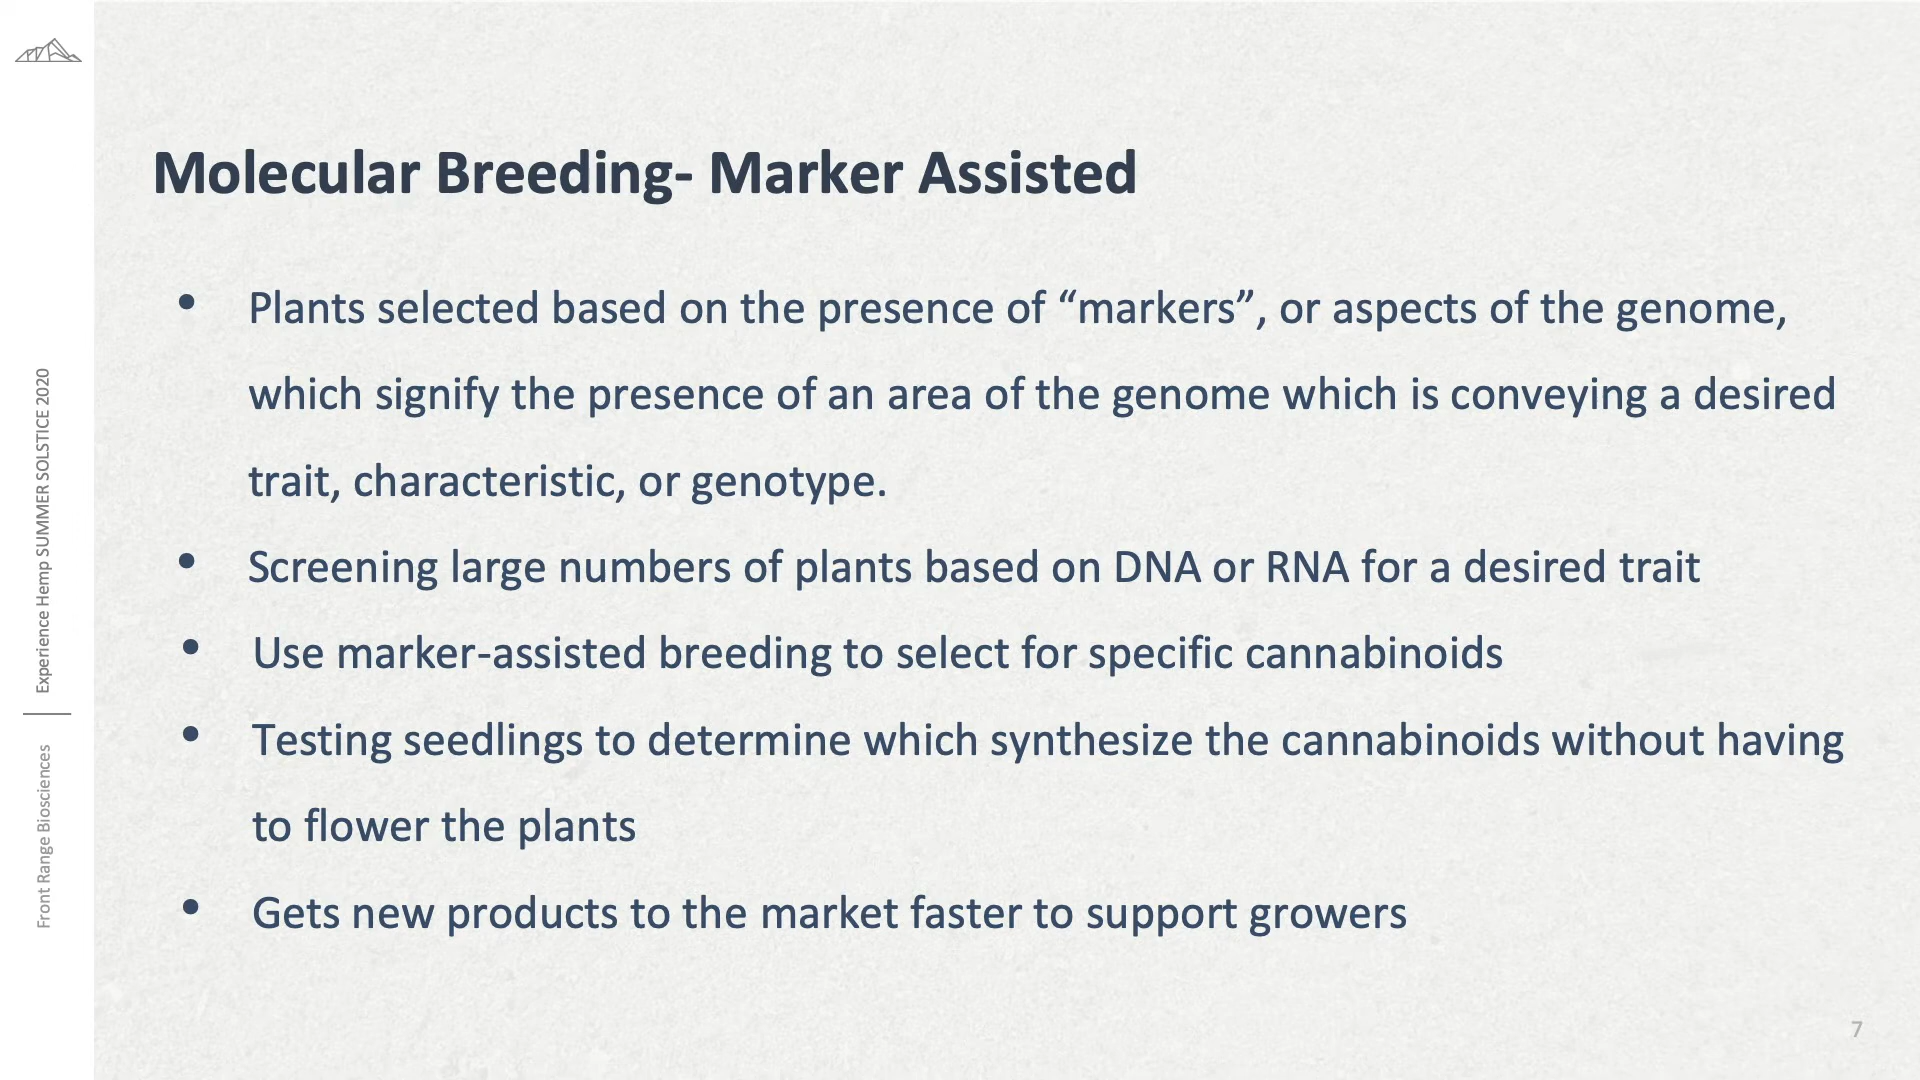 Molecular Breeding- Marker Assisted
• Plants selected based on the presence of “markers”, or aspects of the genome,
which signify the presence of an area of the genome which is conveying a desired
trait, characteristic, or genotype.
• Screening large numbers of plants based on DNA or RNA for a desired trait
• Use marker-assisted breeding to select for specific cannabinoids
• Testing seedlings to determine which synthesize the cannabinoids without having
to flower the plants
• Gets new products to the market faster to support growers
Front Range Biosciences
Experience Hemp SUMMER SOLSTICE 2020
7